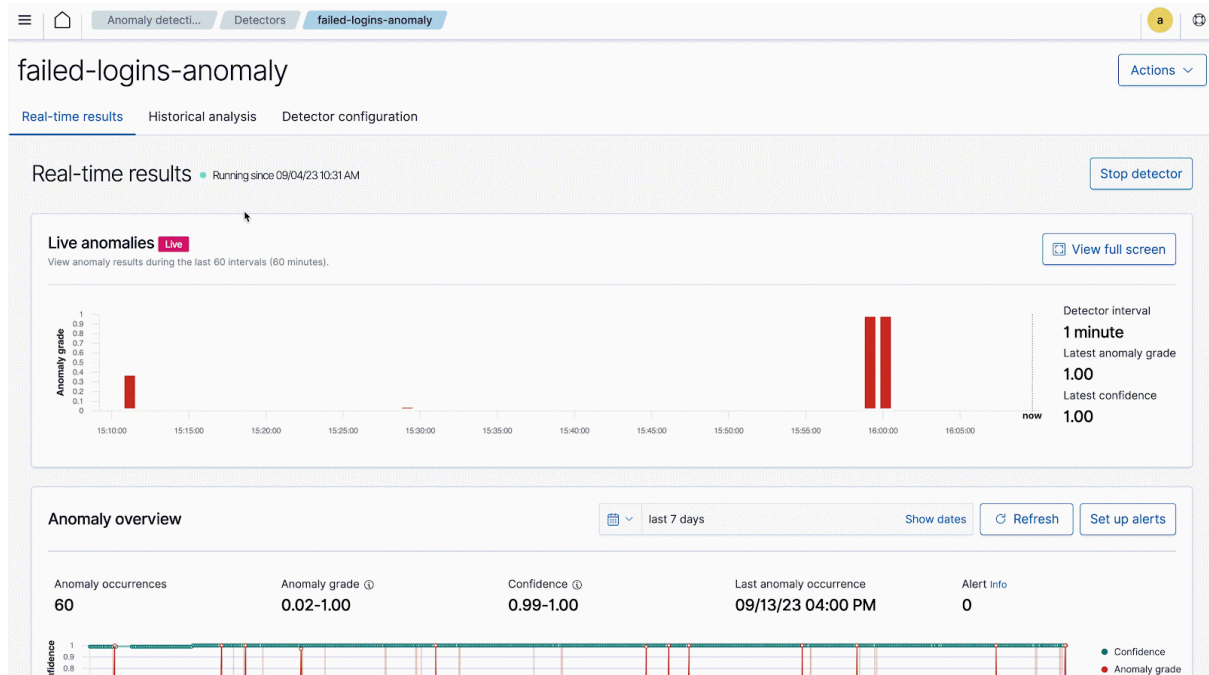 Anomaly detecti... Detectors failed-logins-anomaly a
failed-logins-anomaly
Actions
Real-time results Historical analysis Detector configuration
Real-time results Running since 09/04/23 10:31 AM
Stop detector
Live anomalies Live
View full screen
View anomaly results during the last 60 intervals (60 minutes).
Anomaly grade
1
0.9
0.8
0.7
0.6
0.5
0.4
0.3
0.2
0.1
0
15:10:00 15:15:00 15:20:00 15:25:00 15:30:00 15:35:00 15:40:00 15:45:00 15:50:00 15:55:00 16:00:00 16:05:00
now
Detector interval
1 minute
Latest anomaly grade
1.00
Latest confidence
1.00
Anomaly overview
last 7 days Show dates Refresh Set up alerts
Anomaly occurrences Anomaly grade Confidence Last anomaly occurrence Alert Info
60 0.02-1.00 0.99-1.00 09/13/23 04:00 PM 0
1
0.9
0.8
Confidence
Anomaly grade